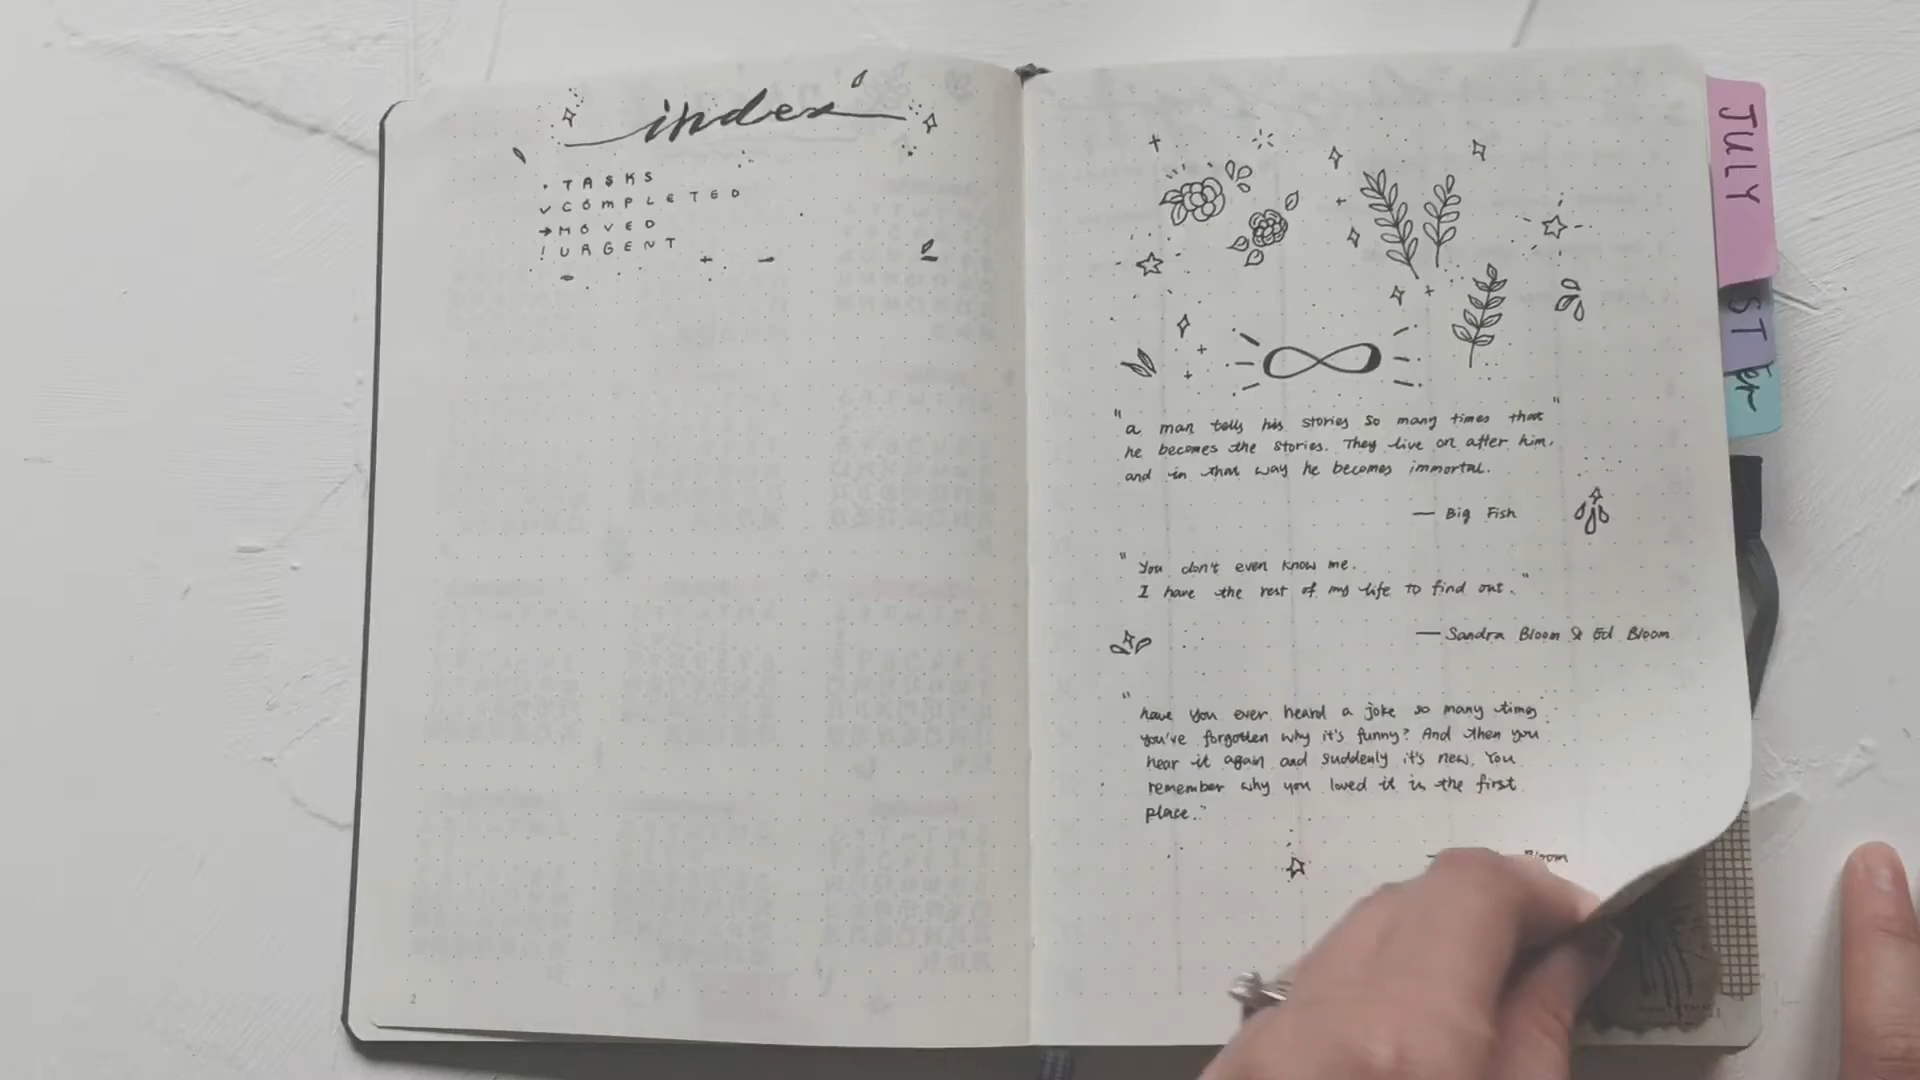 index
· TASKS
✓ COMPLETED
→ MOVED
! URGENT
2
"a man tells his stories so many times that"
he becomes the stories. They live on after him,
and in that way he becomes immortal.
— Big Fish
"You don't even know me.
I have the rest of my life to find out."
— Sandra Bloom & Ed Bloom
"have you ever heard a joke so many times
you've forgotten why it's funny? And then you
hear it again and suddenly it's new. You
remember why you loved it in the first
place."
Bloom
JULY
ST
er